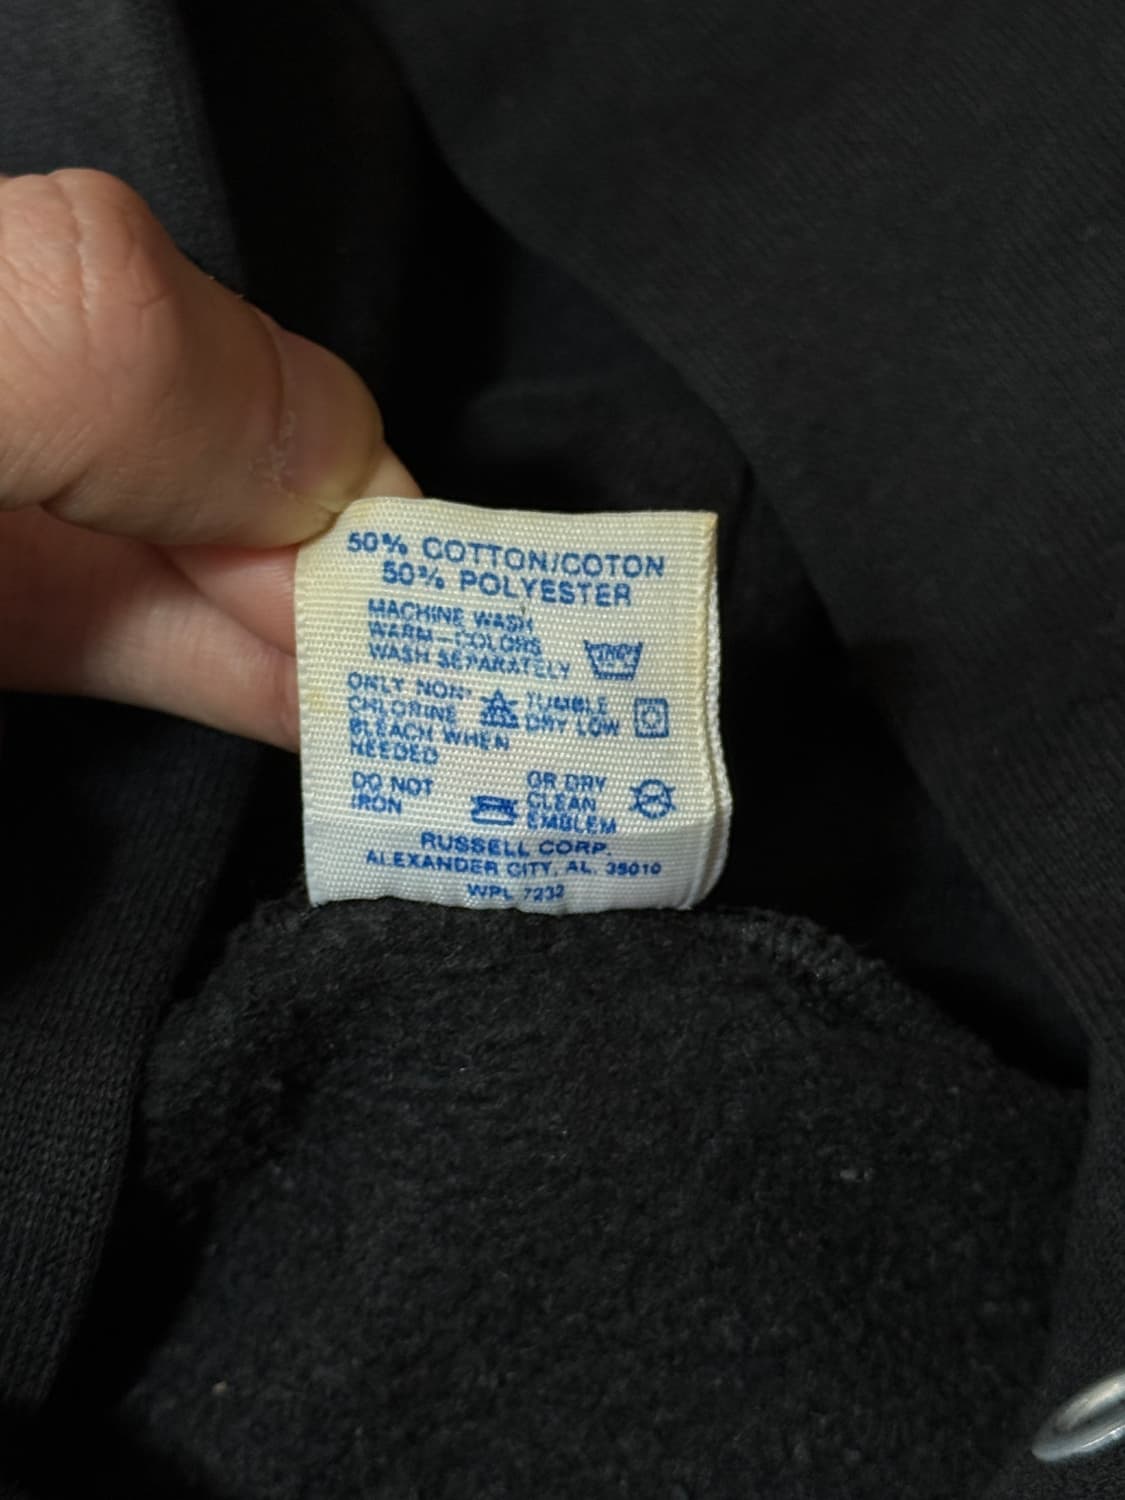 50% COTTON/COTON
50% POLYESTER
MACHINE WASH
WARM-COLORS
WASH SEPARATELY
ONLY NON-
CHLORINE
BLEACH WHEN
NEEDED
TUMBLE
DRY LOW
DO NOT
IRON
OR DRY
CLEAN
EMBLEM
RUSSELL CORP.
ALEXANDER CITY, AL. 35010
WPL 7232